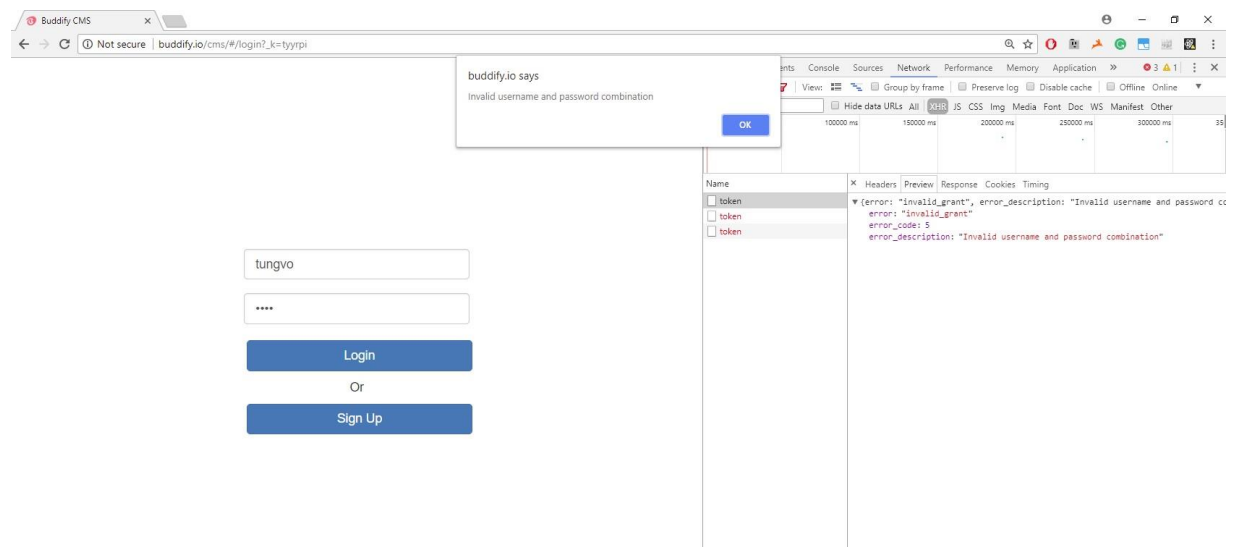 Buddify CMS
Not secure | buddify.io/cms/#/login?_k=tyyrpi
buddify.io says
Invalid username and password combination
OK
ents Console Sources Network Performance Memory Application » 3 1
View: Group by frame Preserve log Disable cache Offline Online
Hide data URLs All XHR JS CSS Img Media Font Doc WS Manifest Other
100000 ms 150000 ms 200000 ms 250000 ms 300000 ms 35
Name
token
token
token
× Headers Preview Response Cookies Timing
▼ {error: "invalid_grant", error_description: "Invalid username and password co
error: "invalid_grant"
error_code: 5
error_description: "Invalid username and password combination"
tungvo
••••
Login
Or
Sign Up